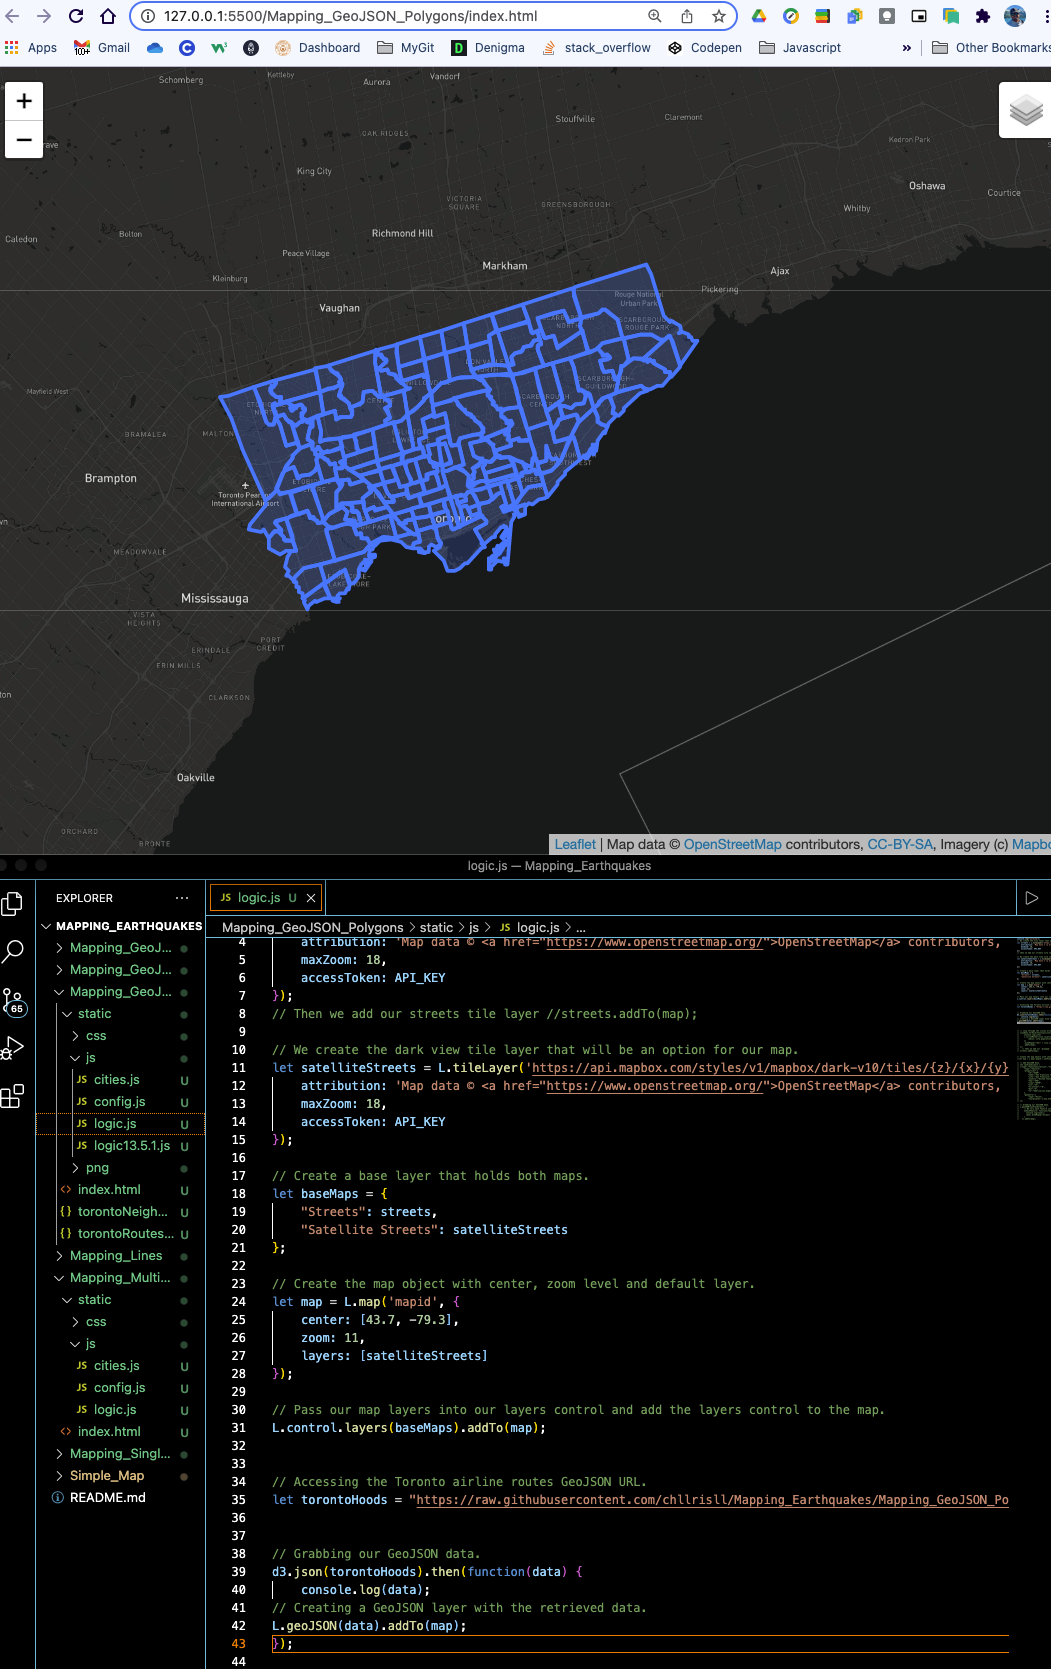 127.0.0.1:5500/Mapping_GeoJSON_Polygons/index.html
Apps Gmail Dashboard MyGit Denigma stack_overflow Codepen Javascript » Other Bookmarks
Schomberg Kettleby Aurora Vandorf
+
−
Stouffville Claremont
OAK RIDGES
Kedron Park
King City
Oshawa
Courtice
VICTORIA SQUARE
GREENSBOROUGH
Whitby
Caledon Bolton
Richmond Hill
Peace Village
Markham
Ajax
Kleinburg
Pickering
Rouge National Urban Park
Vaughan
SCARBOROUGH ROUGE PARK
Mayfield West
BRAMALEA MALTON
Brampton
Toronto Pearson
International Airport
MEADOWVALE
Mississauga
VISTA HEIGHTS
PORT CREDIT
ERINDALE
ERIN MILLS
CLARKSON
Oakville
ORCHARD
BRONTE
Leaflet | Map data © OpenStreetMap contributors, CC-BY-SA, Imagery (c) Mapbo
logic.js — Mapping_Earthquakes
EXPLORER ···
MAPPING_EARTHQUAKES
Mapping_GeoJ...
Mapping_GeoJ...
Mapping_GeoJ...
static
css
js
JS cities.js U
JS config.js U
JS logic.js U
JS logic13.5.1.js U
png
<> index.html U
{} torontoNeigh... U
{} torontoRoutes... U
Mapping_Lines
Mapping_Multi...
static
css
js
JS cities.js U
JS config.js U
JS logic.js U
<> index.html U
Mapping_Singl...
Simple_Map
README.md
65
JS logic.js U ×
Mapping_GeoJSON_Polygons > static > js > JS logic.js > ...
4 attribution: 'Map data © <a href="https://www.openstreetmap.org/">OpenStreetMap</a> contributors,
5 maxZoom: 18,
6 accessToken: API_KEY
7 });
8 // Then we add our streets tile layer //streets.addTo(map);
9
10 // We create the dark view tile layer that will be an option for our map.
11 let satelliteStreets = L.tileLayer('https://api.mapbox.com/styles/v1/mapbox/dark-v10/tiles/{z}/{x}/{y}
12 attribution: 'Map data © <a href="https://www.openstreetmap.org/">OpenStreetMap</a> contributors,
13 maxZoom: 18,
14 accessToken: API_KEY
15 });
16
17 // Create a base layer that holds both maps.
18 let baseMaps = {
19 "Streets": streets,
20 "Satellite Streets": satelliteStreets
21 };
22
23 // Create the map object with center, zoom level and default layer.
24 let map = L.map('mapid', {
25 center: [43.7, -79.3],
26 zoom: 11,
27 layers: [satelliteStreets]
28 });
29
30 // Pass our map layers into our layers control and add the layers control to the map.
31 L.control.layers(baseMaps).addTo(map);
32
33
34 // Accessing the Toronto airline routes GeoJSON URL.
35 let torontoHoods = "https://raw.githubusercontent.com/chllrisll/Mapping_Earthquakes/Mapping_GeoJSON_Po
36
37
38 // Grabbing our GeoJSON data.
39 d3.json(torontoHoods).then(function(data) {
40 console.log(data);
41 // Creating a GeoJSON layer with the retrieved data.
42 L.geoJSON(data).addTo(map);
43 });
44